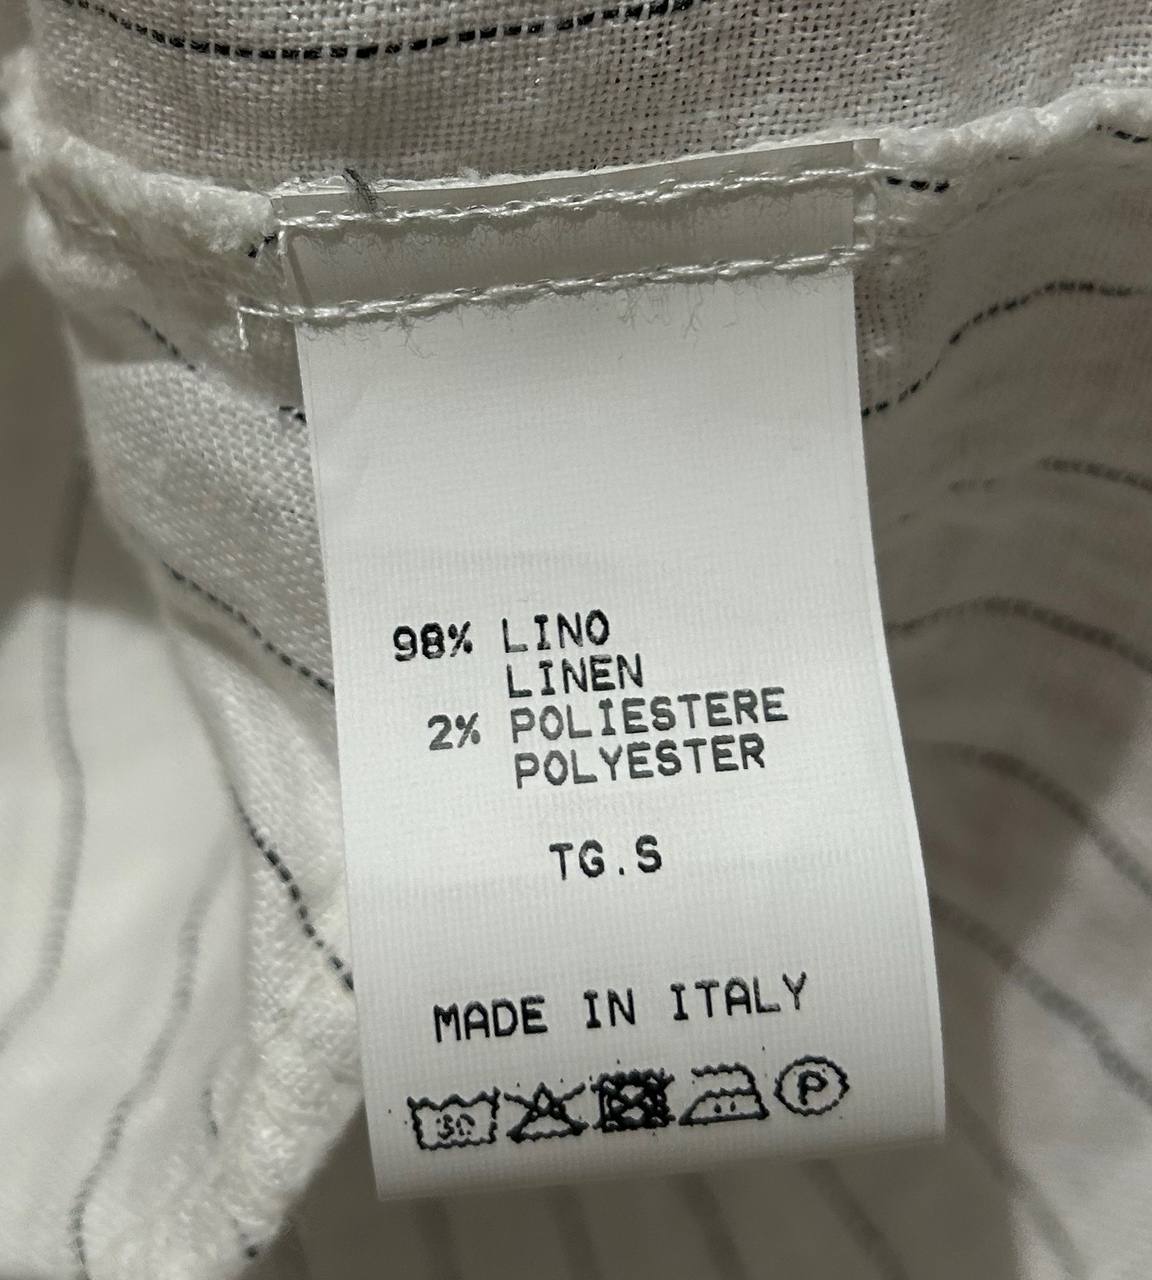 98% LINO
LINEN
2% POLIESTERE
POLYESTER
TG.S
MADE IN ITALY
30 P